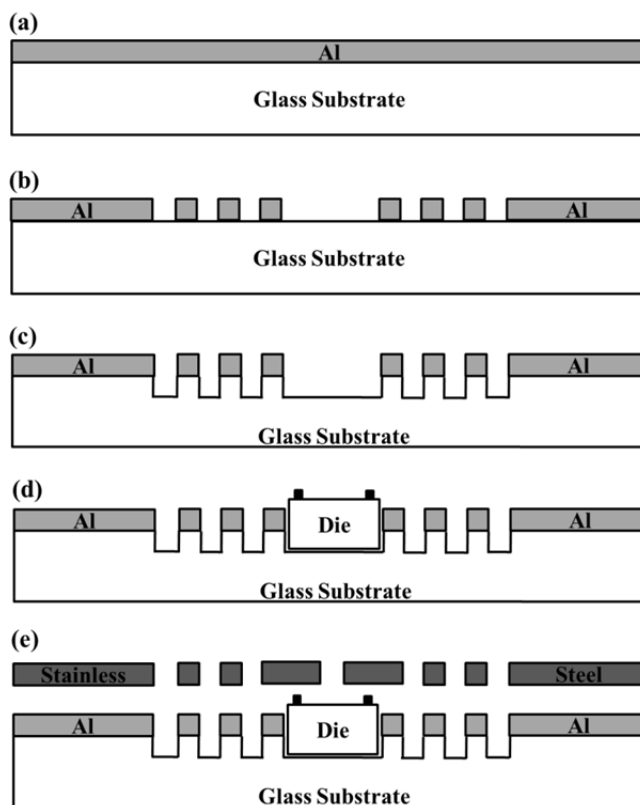 (a)
Al
Glass Substrate
(b)
Al Al
Glass Substrate
(c)
Al Al
Glass Substrate
(d)
Die
Al Al
Glass Substrate
(e)
Stainless Steel
Die
Al Al
Glass Substrate